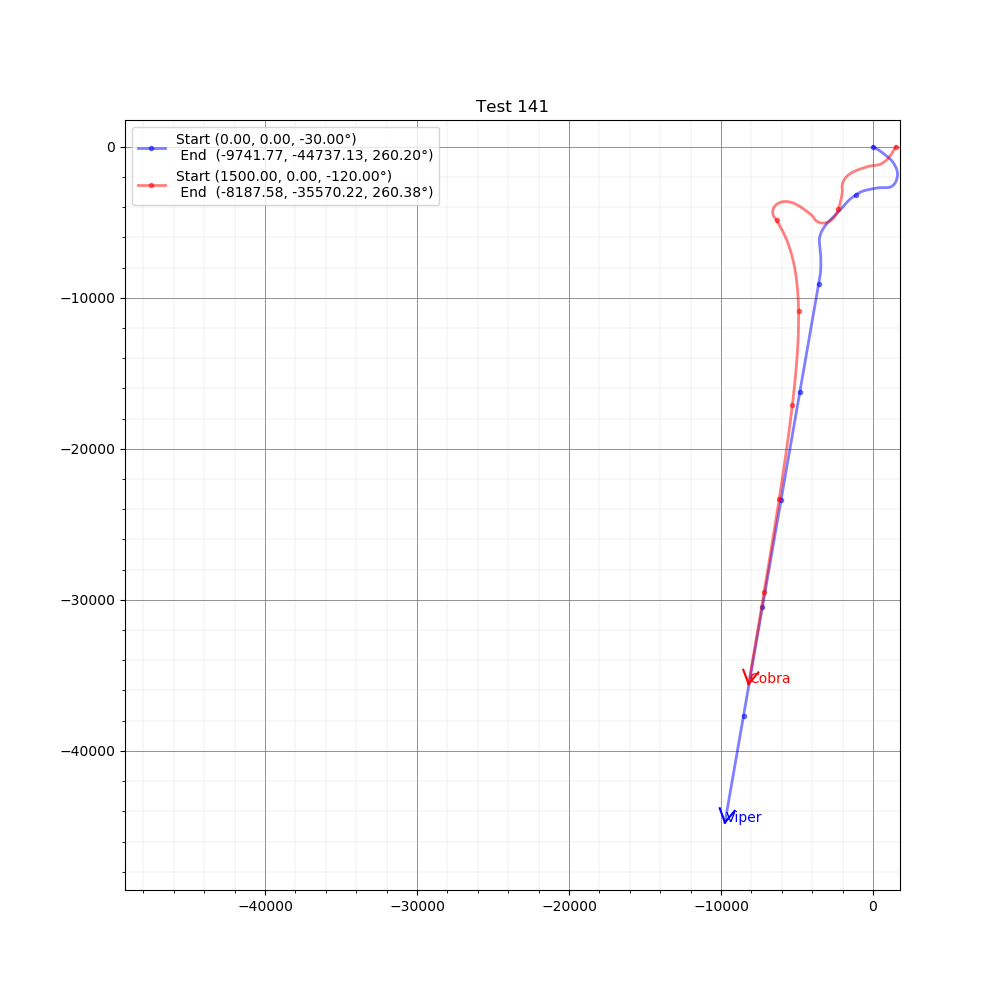 Test 141
Start (0.00, 0.00, -30.00°)
End (-9741.77, -44737.13, 260.20°)
Start (1500.00, 0.00, -120.00°)
End (-8187.58, -35570.22, 260.38°)
0
−10000
−20000
−30000
−40000
Cobra
Viper
−40000
−30000
−20000
−10000
0